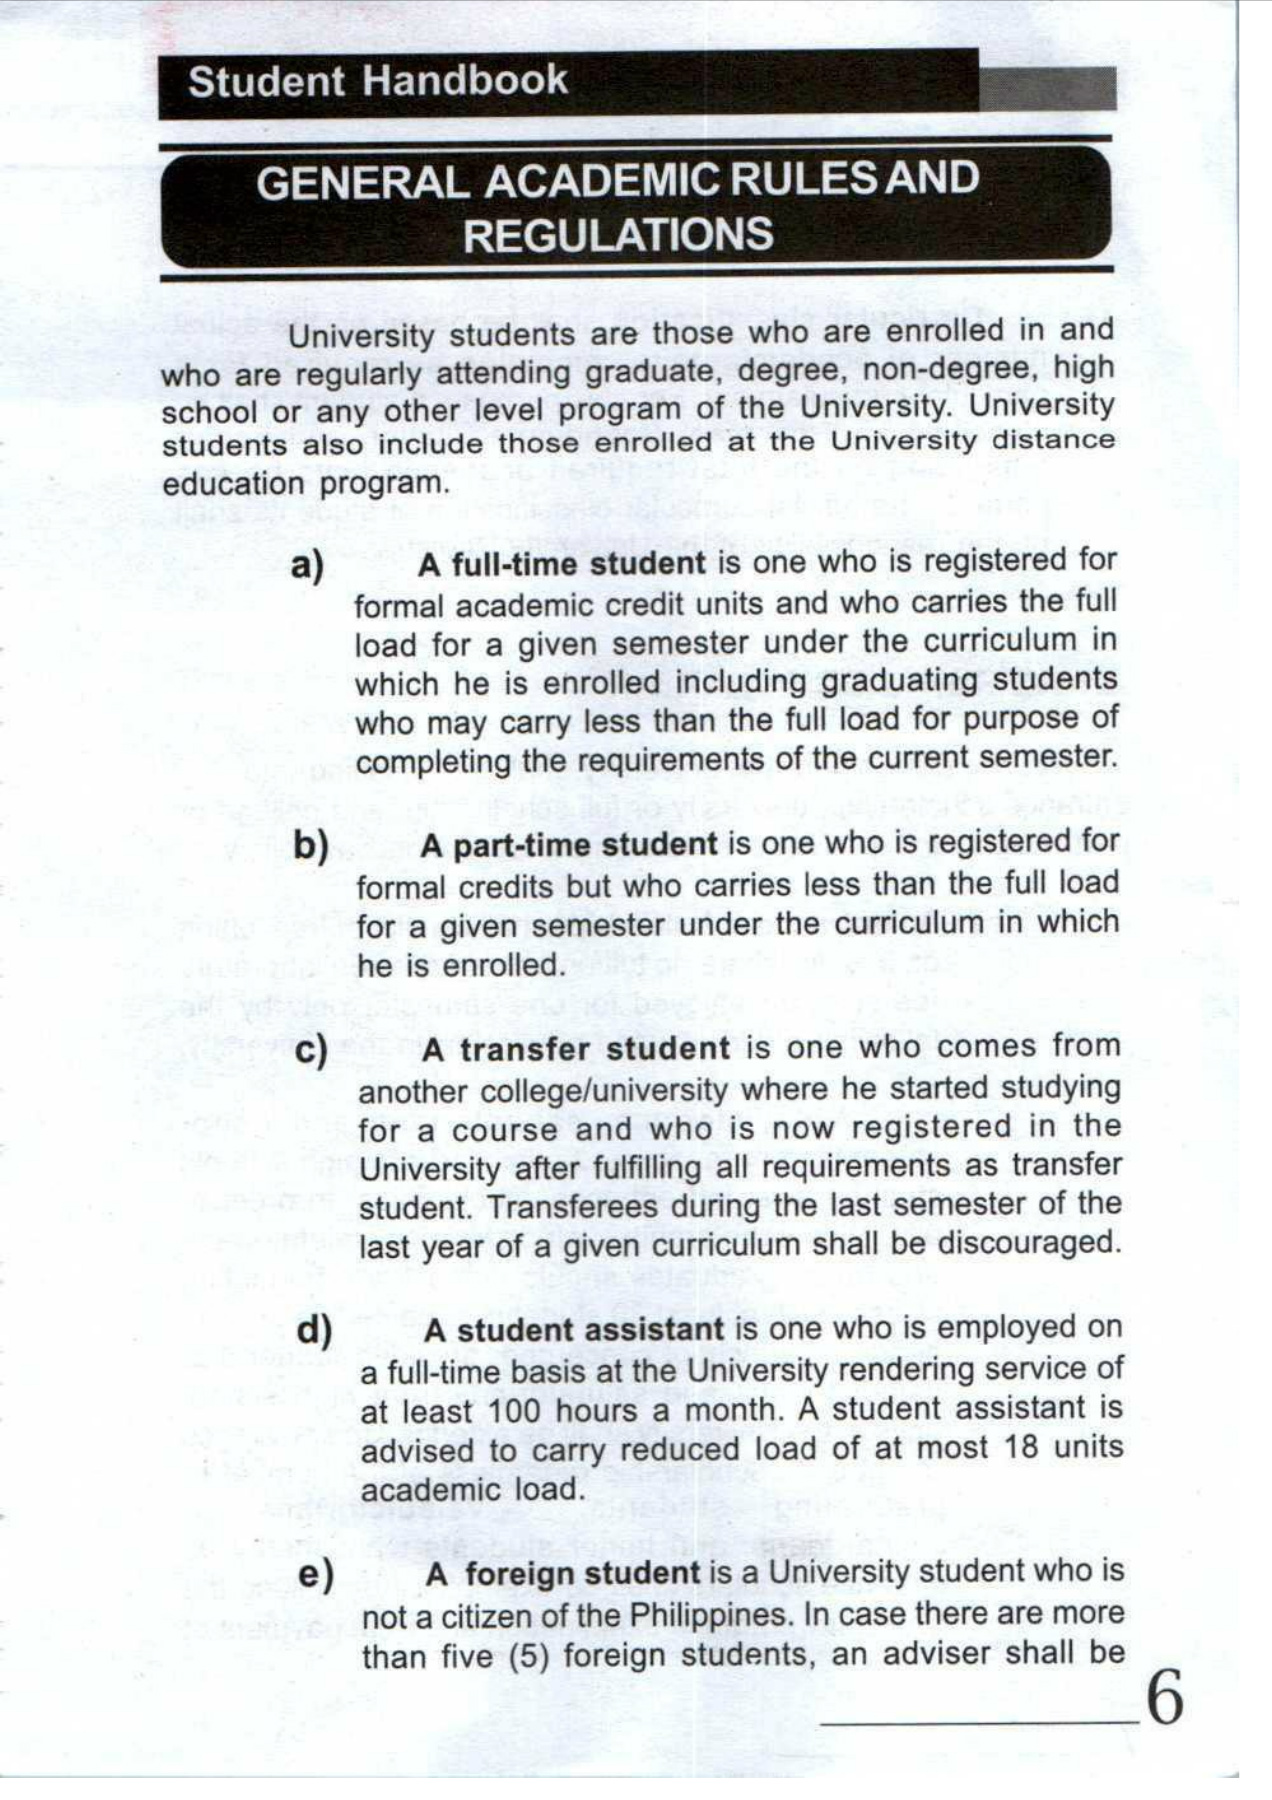 Student Handbook
GENERAL ACADEMIC RULES AND
REGULATIONS
University students are those who are enrolled in and
who are regularly attending graduate, degree, non-degree, high
school or any other level program of the University. University
students also include those enrolled at the University distance
education program.
a) A full-time student is one who is registered for
formal academic credit units and who carries the full
load for a given semester under the curriculum in
which he is enrolled including graduating students
who may carry less than the full load for purpose of
completing the requirements of the current semester.
b) A part-time student is one who is registered for
formal credits but who carries less than the full load
for a given semester under the curriculum in which
he is enrolled.
c) A transfer student is one who comes from
another college/university where he started studying
for a course and who is now registered in the
University after fulfilling all requirements as transfer
student. Transferees during the last semester of the
last year of a given curriculum shall be discouraged.
d) A student assistant is one who is employed on
a full-time basis at the University rendering service of
at least 100 hours a month. A student assistant is
advised to carry reduced load of at most 18 units
academic load.
e) A foreign student is a University student who is
not a citizen of the Philippines. In case there are more
than five (5) foreign students, an adviser shall be
6